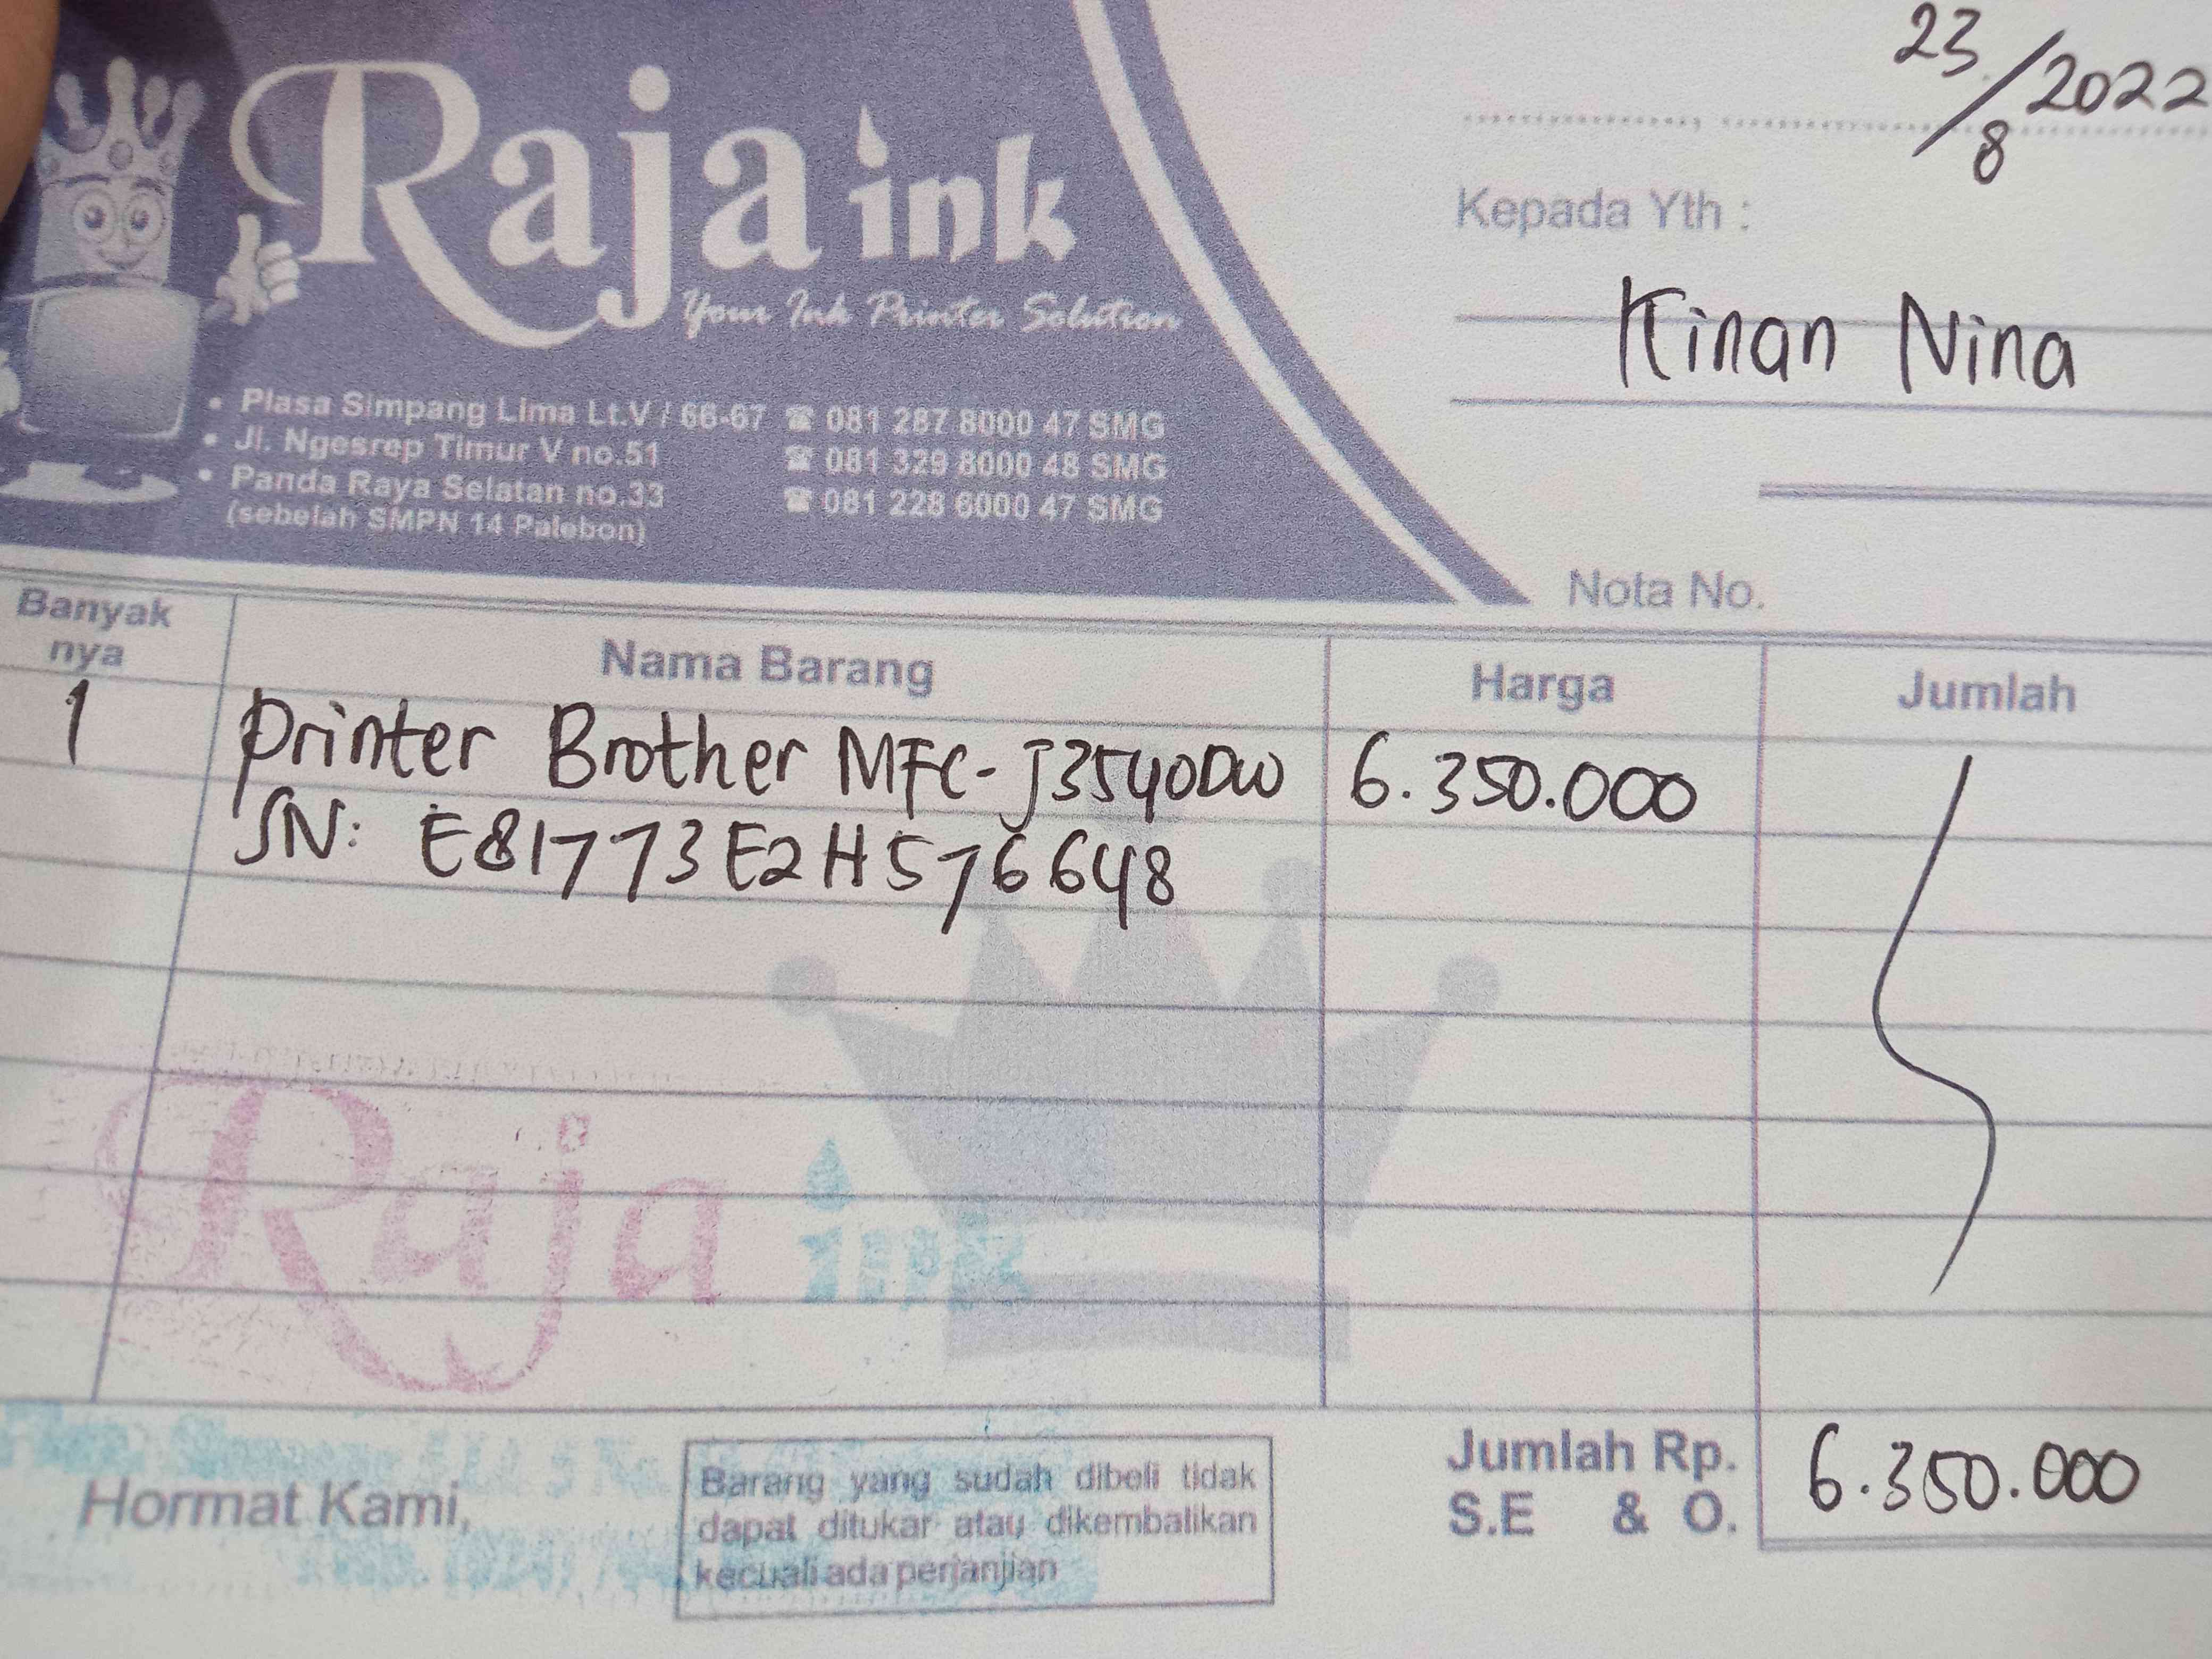 Raja ink
Your Ink Printer Solution
• Plasa Simpang Lima Lt.V / 66-67 ☎ 081 287 8000 47 SMG
• Jl. Ngesrep Timur V no.51 ☎ 081 329 8000 48 SMG
• Panda Raya Selatan no.33 ☎ 081 228 6000 47 SMG
(sebelah SMPN 14 Palebon)
23/8 2022
Kepada Yth :
Kinan Nina
Nota No.
Banyak nya Nama Barang Harga Jumlah
1 Printer Brother MFC-J3540DW 6.350.000
SN: E81773E2H576648
Raja ink
Hormat Kami,
Barang yang sudah dibeli tidak
dapat ditukar atau dikembalikan
kecuali ada perjanjian
Jumlah Rp. 6.350.000
S.E & O.